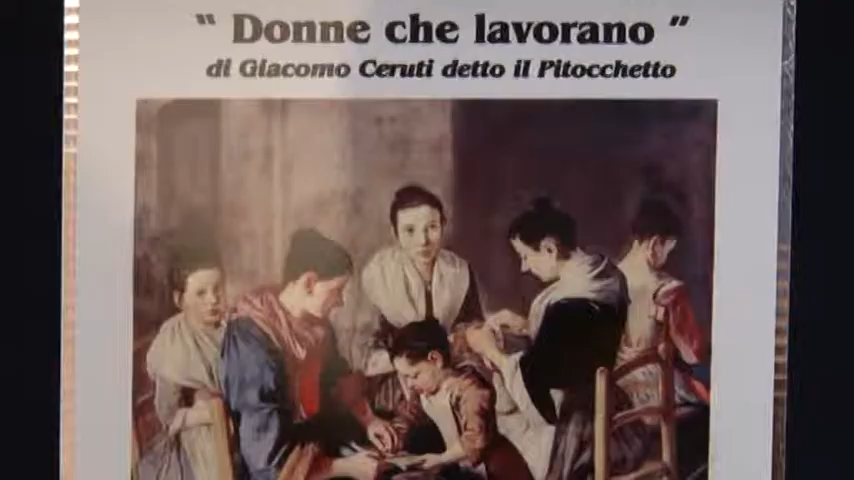 " Donne che lavorano "
di Giacomo Ceruti detto il Pitocchetto